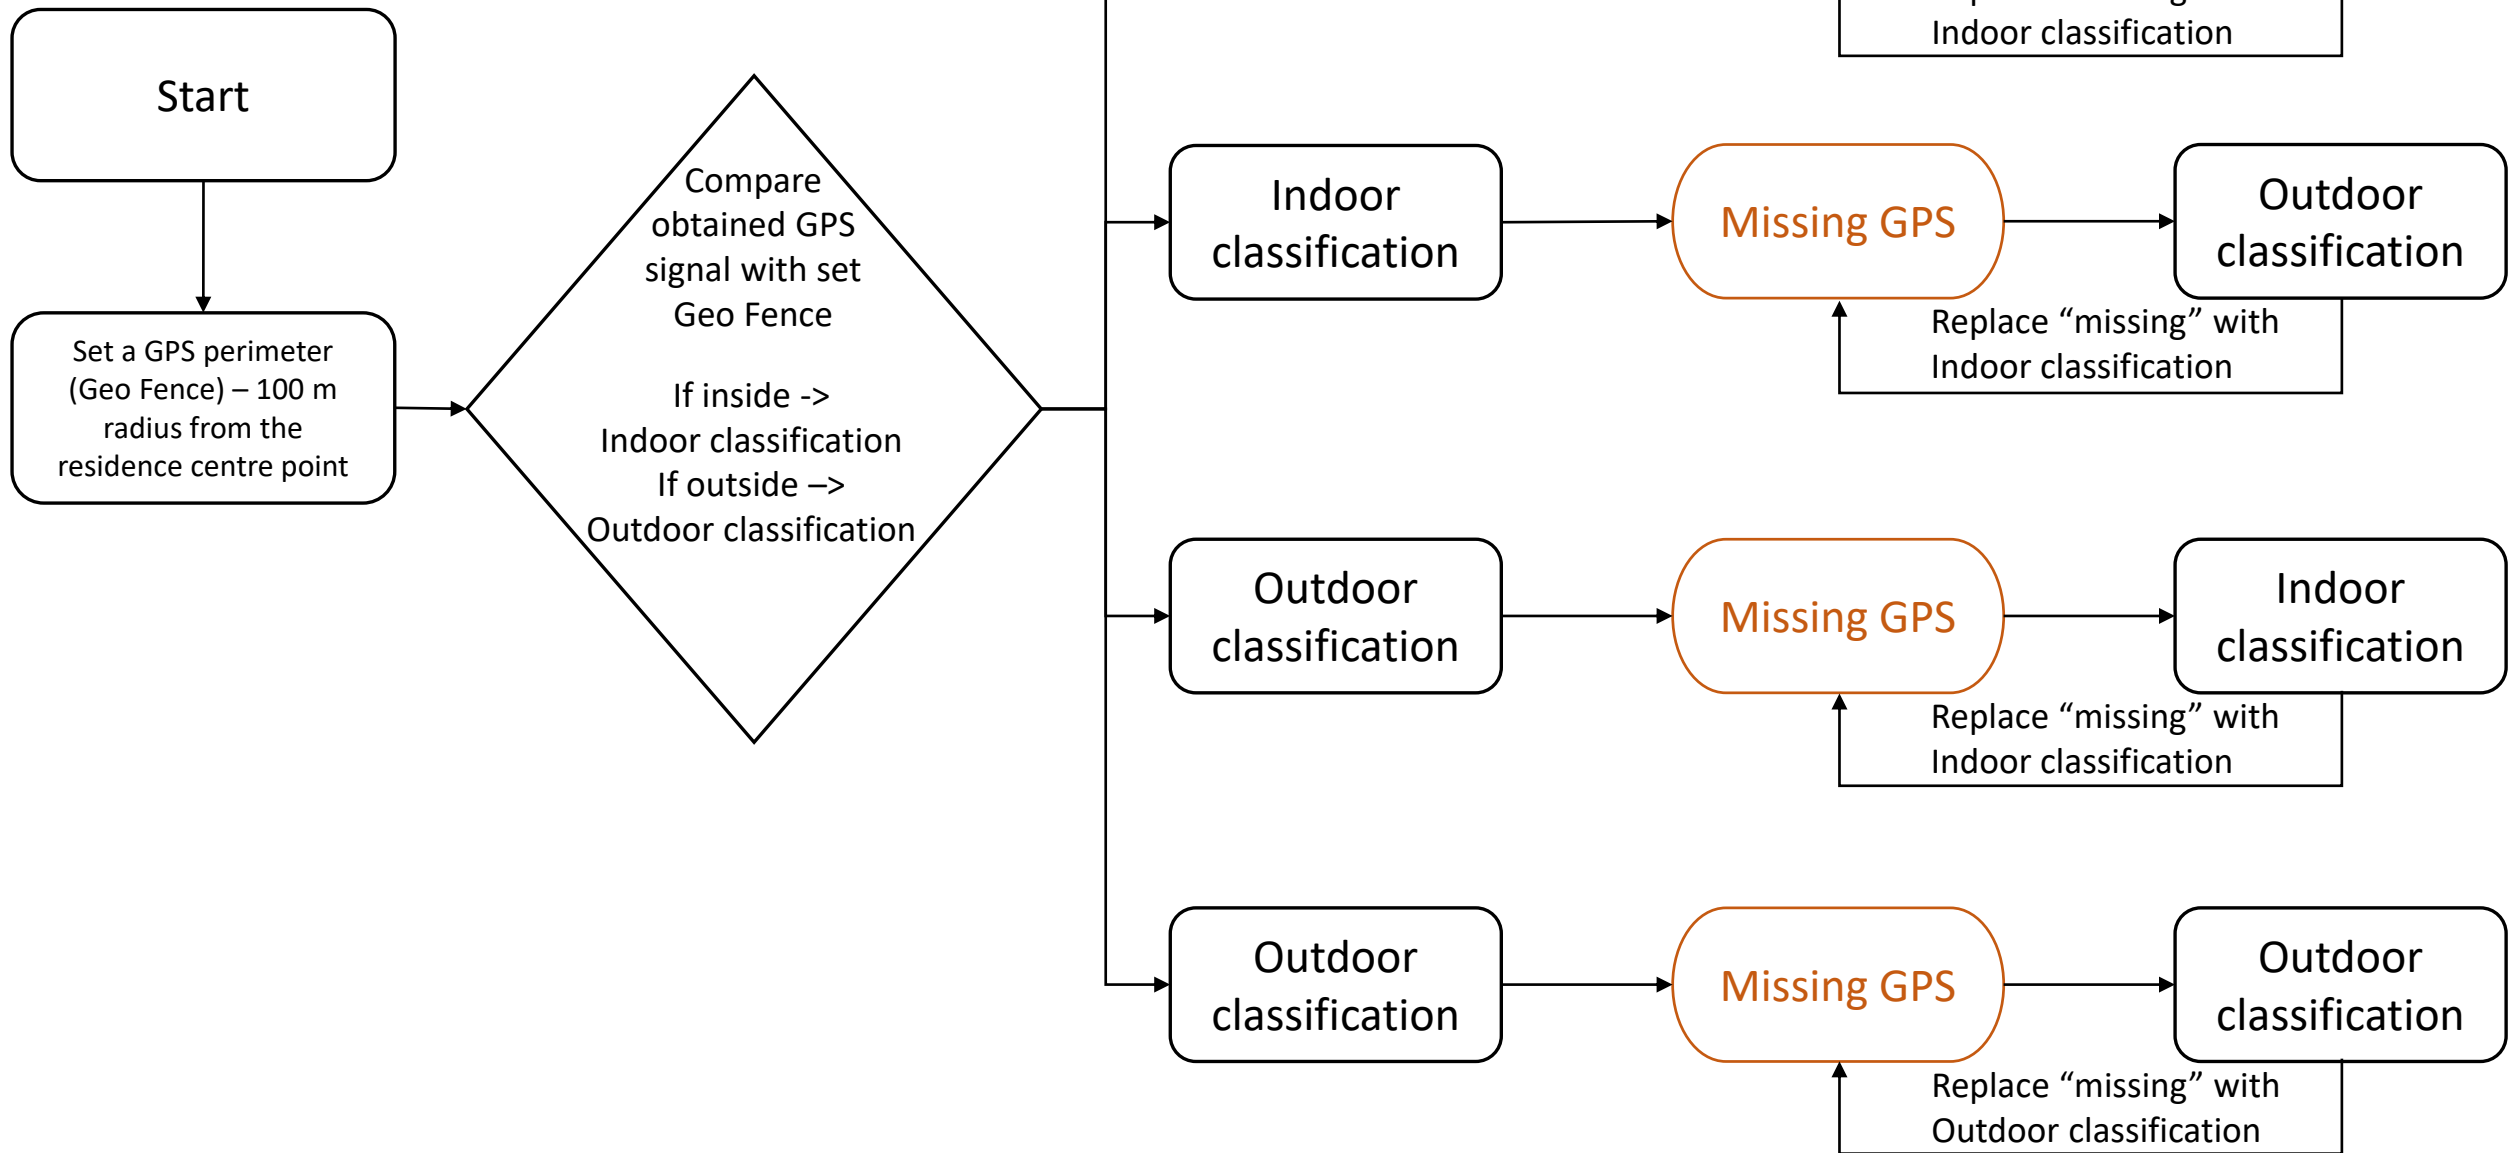 Start
Set a GPS perimeter
(Geo Fence) – 100 m
radius from the
residence centre point
Compare
obtained GPS
signal with set
Geo Fence
If inside ->
Indoor classification
If outside –>
Outdoor classification
Indoor classification
Indoor
classification
Missing GPS
Outdoor
classification
Replace “missing” with
Indoor classification
Outdoor
classification
Missing GPS
Indoor
classification
Replace “missing” with
Indoor classification
Outdoor
classification
Missing GPS
Outdoor
classification
Replace “missing” with
Outdoor classification